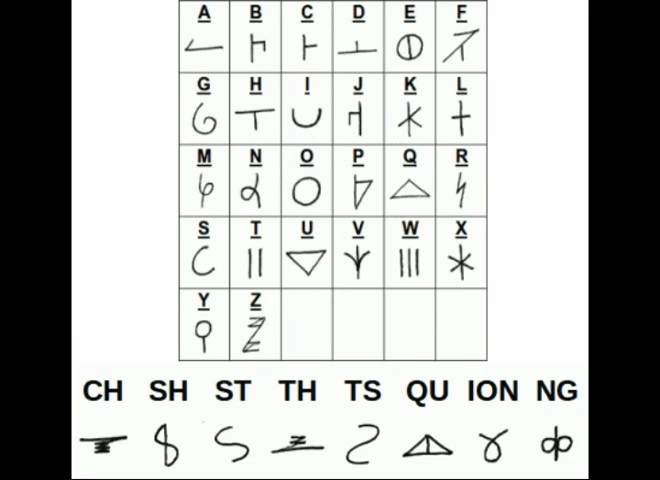 A B C D E F
G H I J K L
M N O P Q R
S T U V W X
Y Z
CH SH ST TH TS QU ION NG